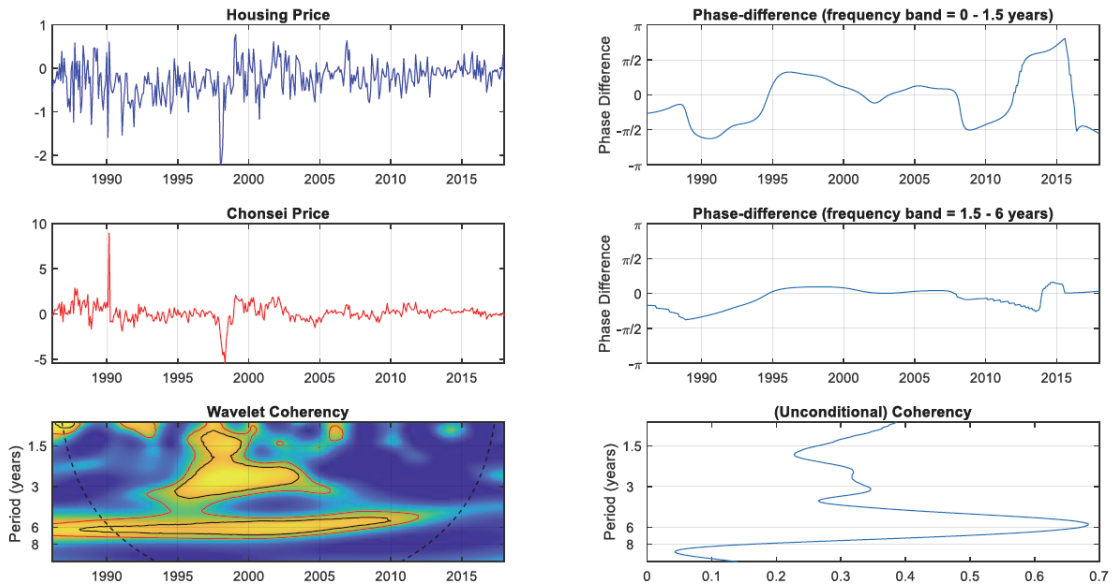 Housing Price
1
0
-1
-2
1990 1995 2000 2005 2010 2015
Phase-difference (frequency band = 0 - 1.5 years)
Phase Difference
π
π/2
0
-π/2
-π
1990 1995 2000 2005 2010 2015
Chonsei Price
10
5
0
-5
1990 1995 2000 2005 2010 2015
Phase-difference (frequency band = 1.5 - 6 years)
Phase Difference
π
π/2
0
-π/2
-π
1990 1995 2000 2005 2010 2015
Wavelet Coherency
Period (years)
1.5
3
6
8
1990 1995 2000 2005 2010 2015
(Unconditional) Coherency
Period (years)
1.5
3
6
8
0 0.1 0.2 0.3 0.4 0.5 0.6 0.7